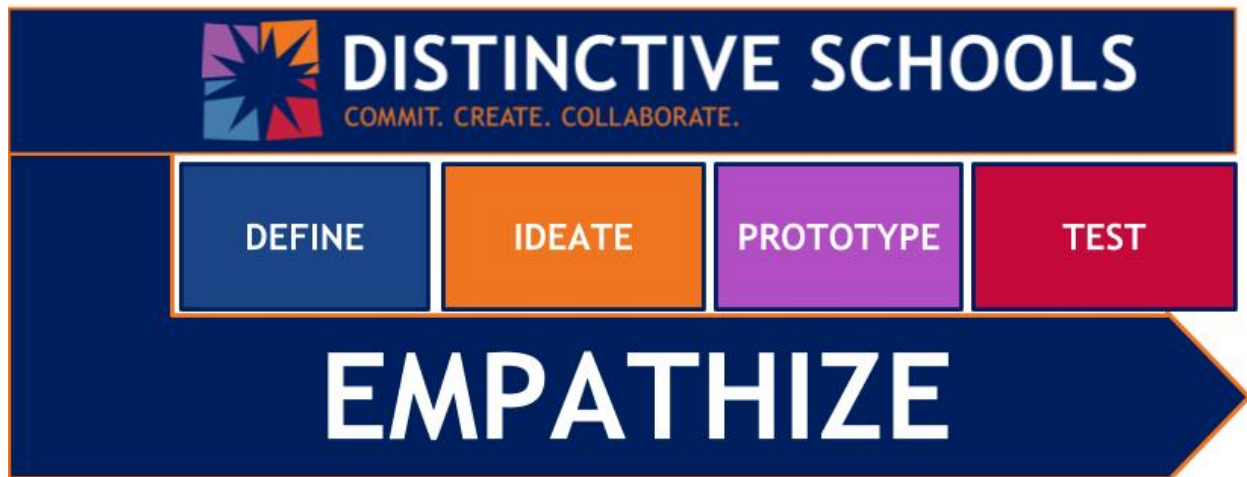 DISTINCTIVE SCHOOLS
COMMIT. CREATE. COLLABORATE.
DEFINE
IDEATE
PROTOTYPE
TEST
EMPATHIZE